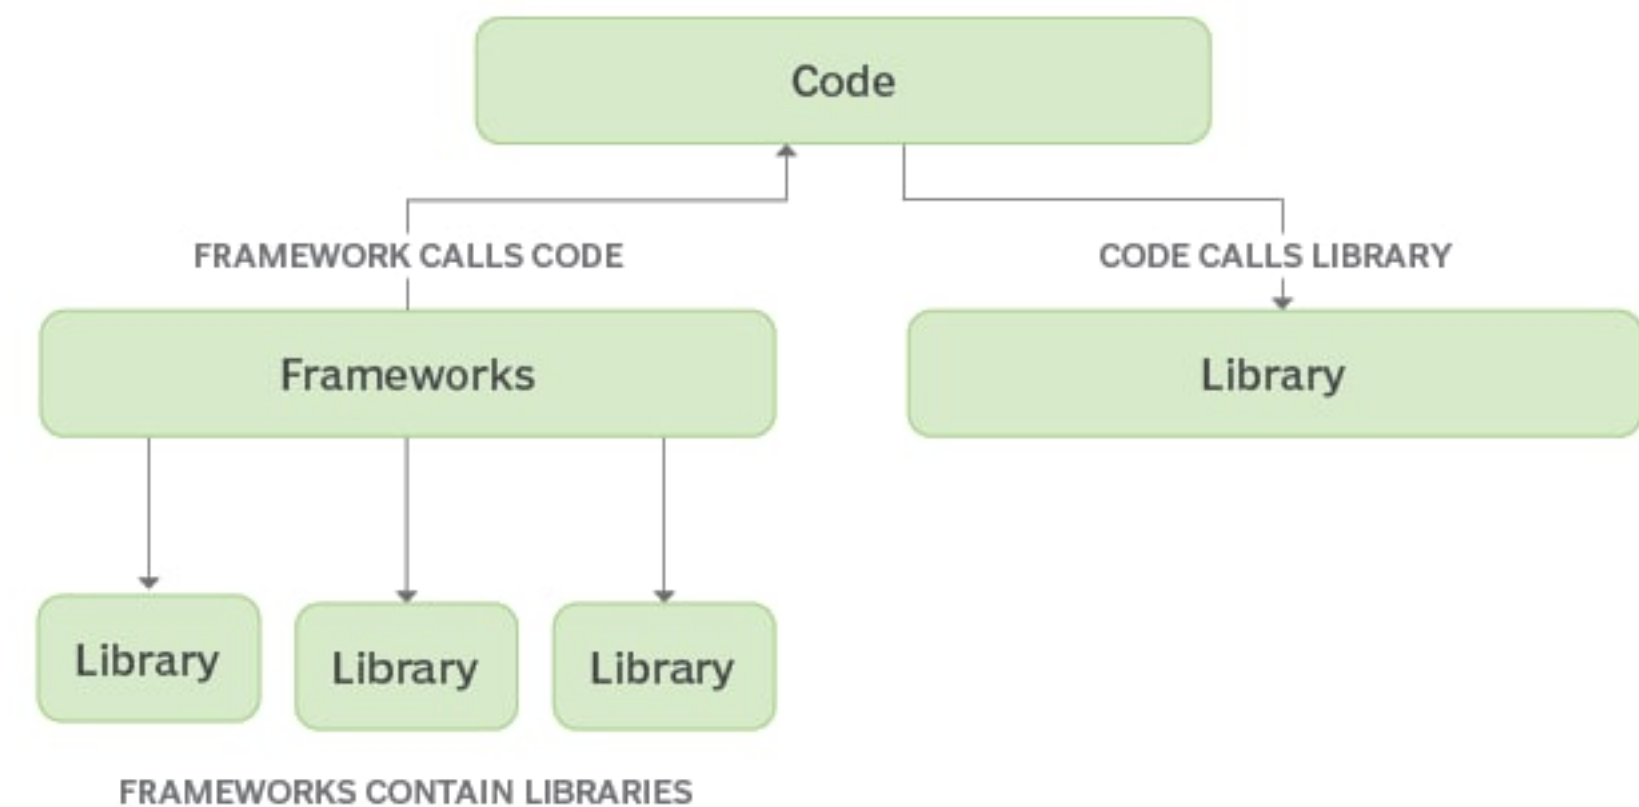 Code
FRAMEWORK CALLS CODE
CODE CALLS LIBRARY
Frameworks
Library
Library
Library
Library
FRAMEWORKS CONTAIN LIBRARIES